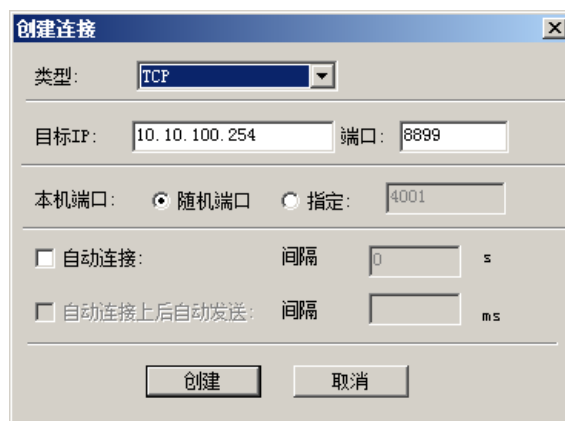 创建连接
类型: TCP
目标IP: 10.10.100.254 端口: 8899
本机端口: 随机端口 指定: 4001
自动连接: 间隔 0 s
自动连接上后自动发送: 间隔 ms
创建 取消